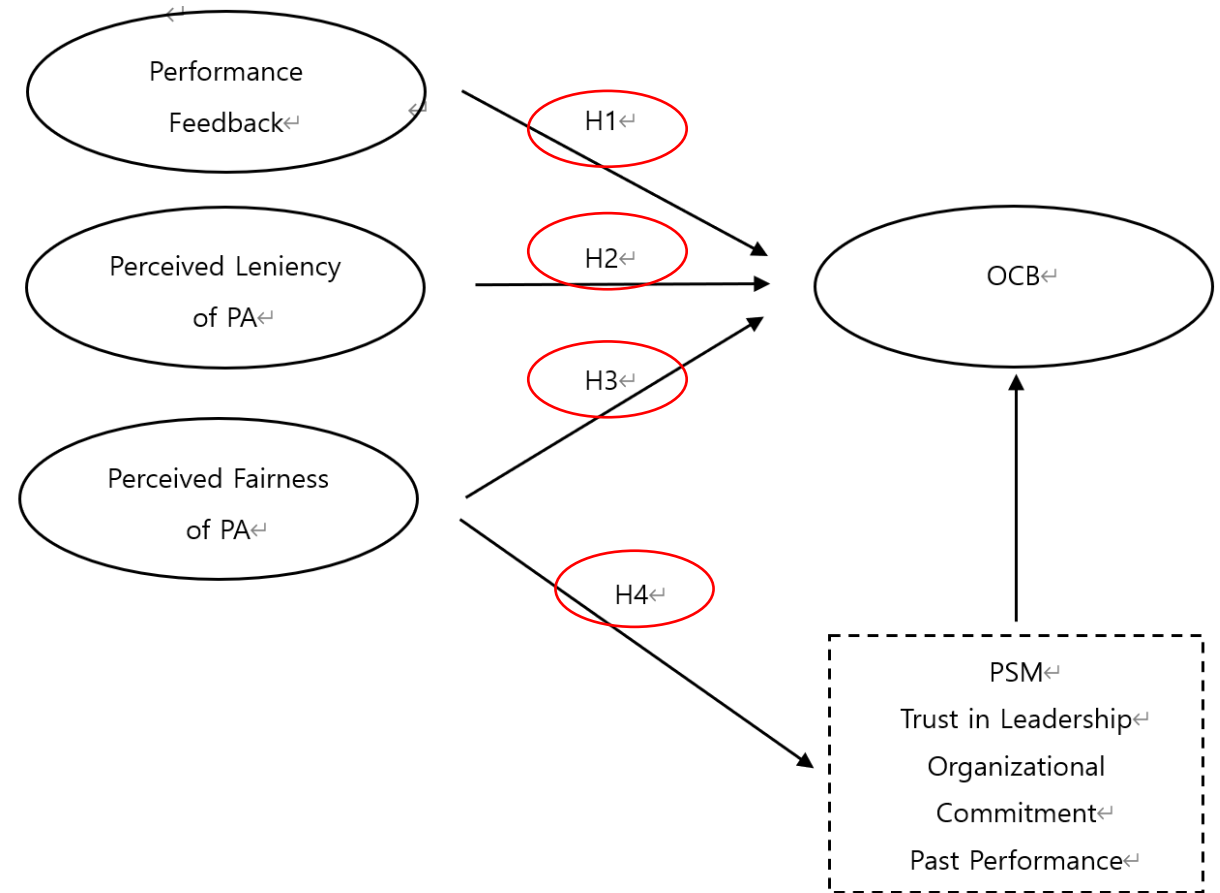 Performance
Feedback↵
H1↵
Perceived Leniency
of PA↵
H2↵
OCB↵
H3↵
Perceived Fairness
of PA↵
H4↵
PSM↵
Trust in Leadership↵
Organizational
Commitment↵
Past Performance↵